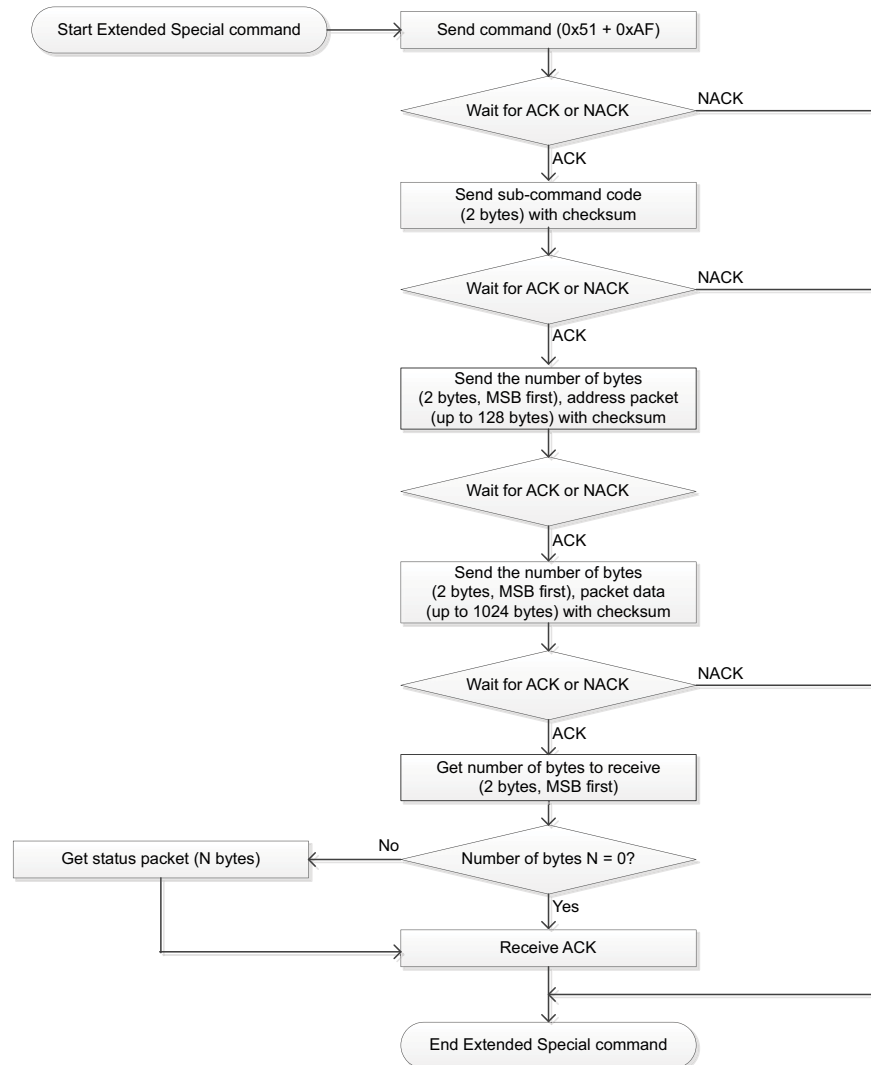 Start Extended Special command
Send command (0x51 + 0xAF)
Wait for ACK or NACK
NACK
ACK
Send sub-command code
(2 bytes) with checksum
Wait for ACK or NACK
NACK
ACK
Send the number of bytes
(2 bytes, MSB first), address packet
(up to 128 bytes) with checksum
Wait for ACK or NACK
ACK
Send the number of bytes
(2 bytes, MSB first), packet data
(up to 1024 bytes) with checksum
Wait for ACK or NACK
NACK
ACK
Get number of bytes to receive
(2 bytes, MSB first)
Number of bytes N = 0?
No
Get status packet (N bytes)
Yes
Receive ACK
End Extended Special command